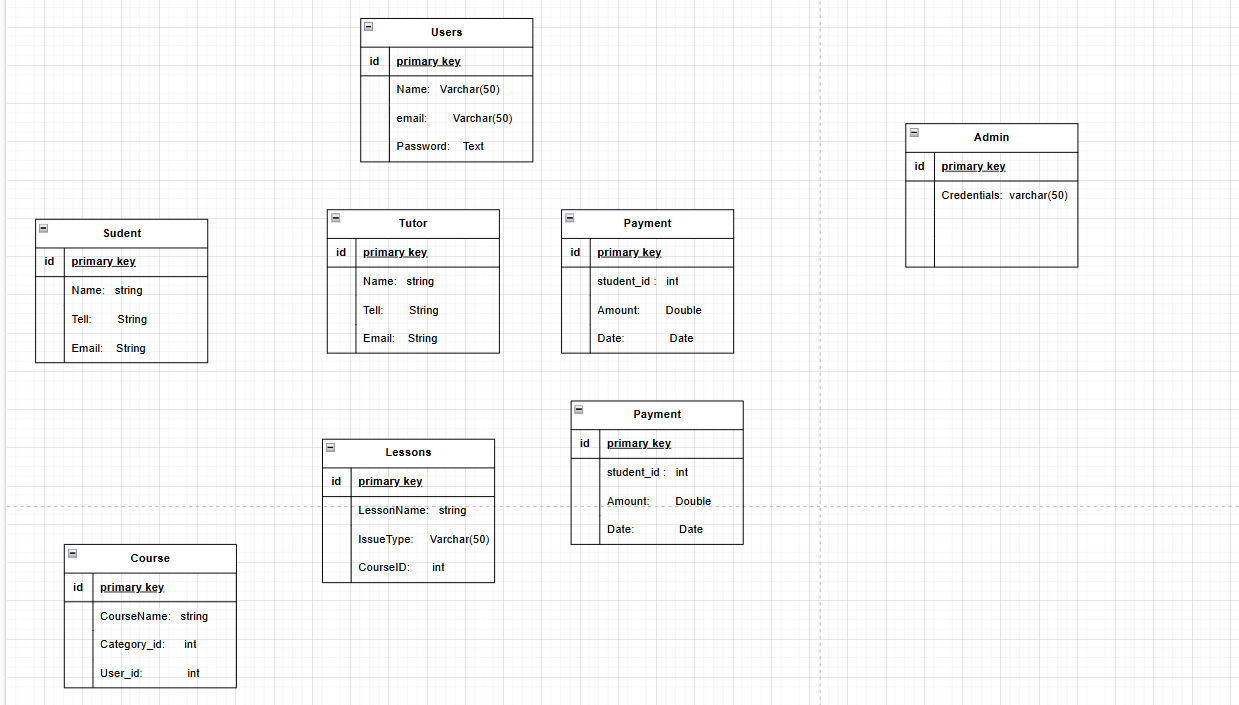 Users
id primary key
Name: Varchar(50)
email: Varchar(50)
Password: Text
Admin
id primary key
Credentials: varchar(50)
Sudent
id primary key
Name: string
Tell: String
Email: String
Tutor
id primary key
Name: string
Tell: String
Email: String
Payment
id primary key
student_id : int
Amount: Double
Date: Date
Payment
id primary key
student_id : int
Amount: Double
Date: Date
Lessons
id primary key
LessonName: string
IssueType: Varchar(50)
CourseID: int
Course
id primary key
CourseName: string
Category_id: int
User_id: int